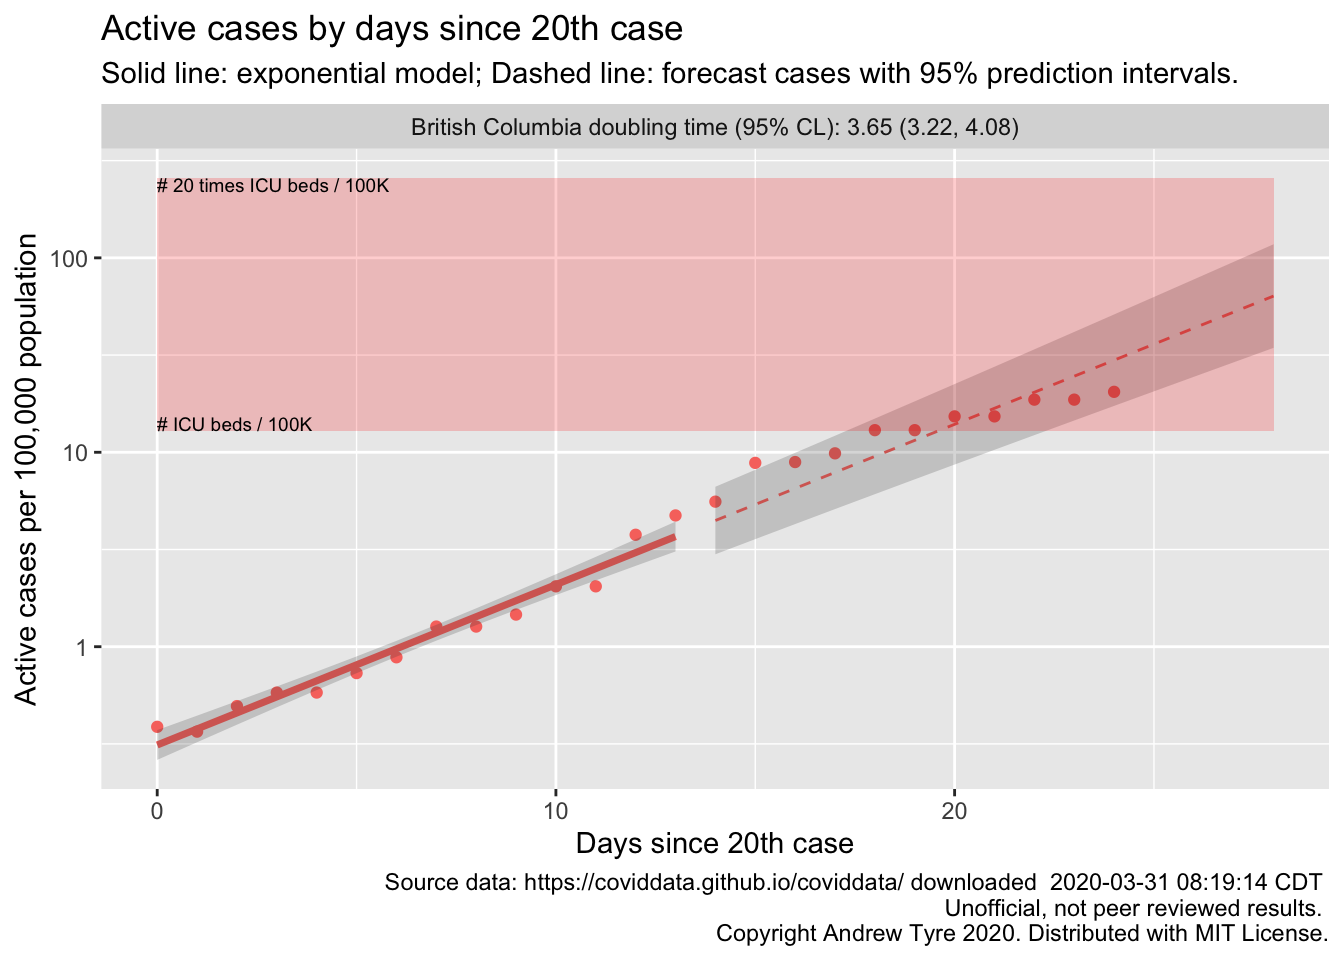 Active cases by days since 20th case
Solid line: exponential model; Dashed line: forecast cases with 95% prediction intervals.
British Columbia doubling time (95% CL): 3.65 (3.22, 4.08)
# 20 times ICU beds / 100K
100
# ICU beds / 100K
10
1
Active cases per 100,000 population
0
10
20
Days since 20th case
Source data: https://coviddata.github.io/coviddata/ downloaded  2020-03-31 08:19:14 CDT
Unofficial, not peer reviewed results.
Copyright Andrew Tyre 2020. Distributed with MIT License.